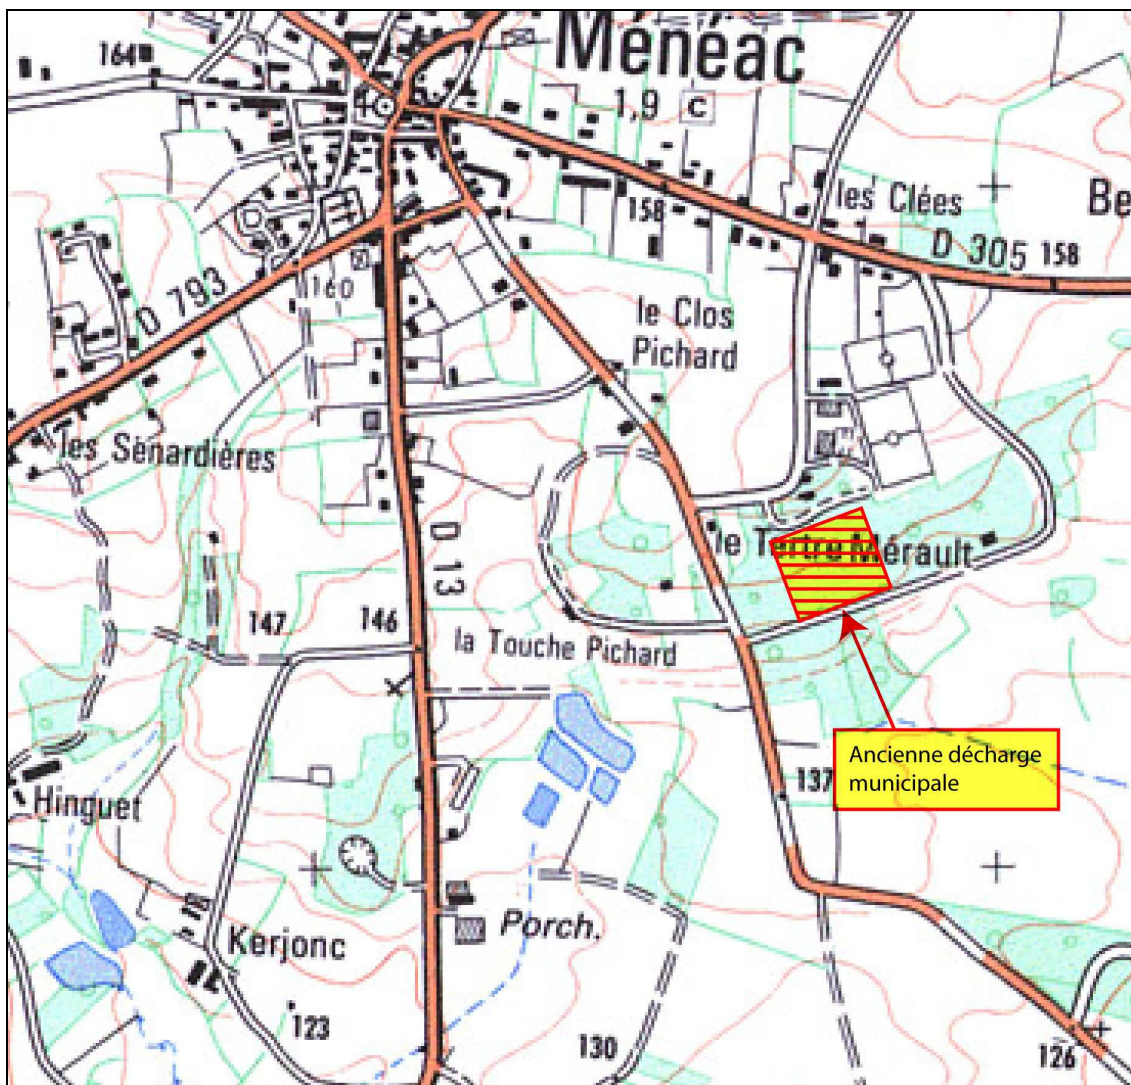 Ménéac
164
1,9 C
les Clées
Be
158
D 305 158
D 793
160
le Clos
Pichard
les Sénardières
D 13
le Tertre Mérault
147
146
la Touche Pichard
Ancienne décharge
municipale
137
Hinguet
Porch.
Kerjonc
123
130
126